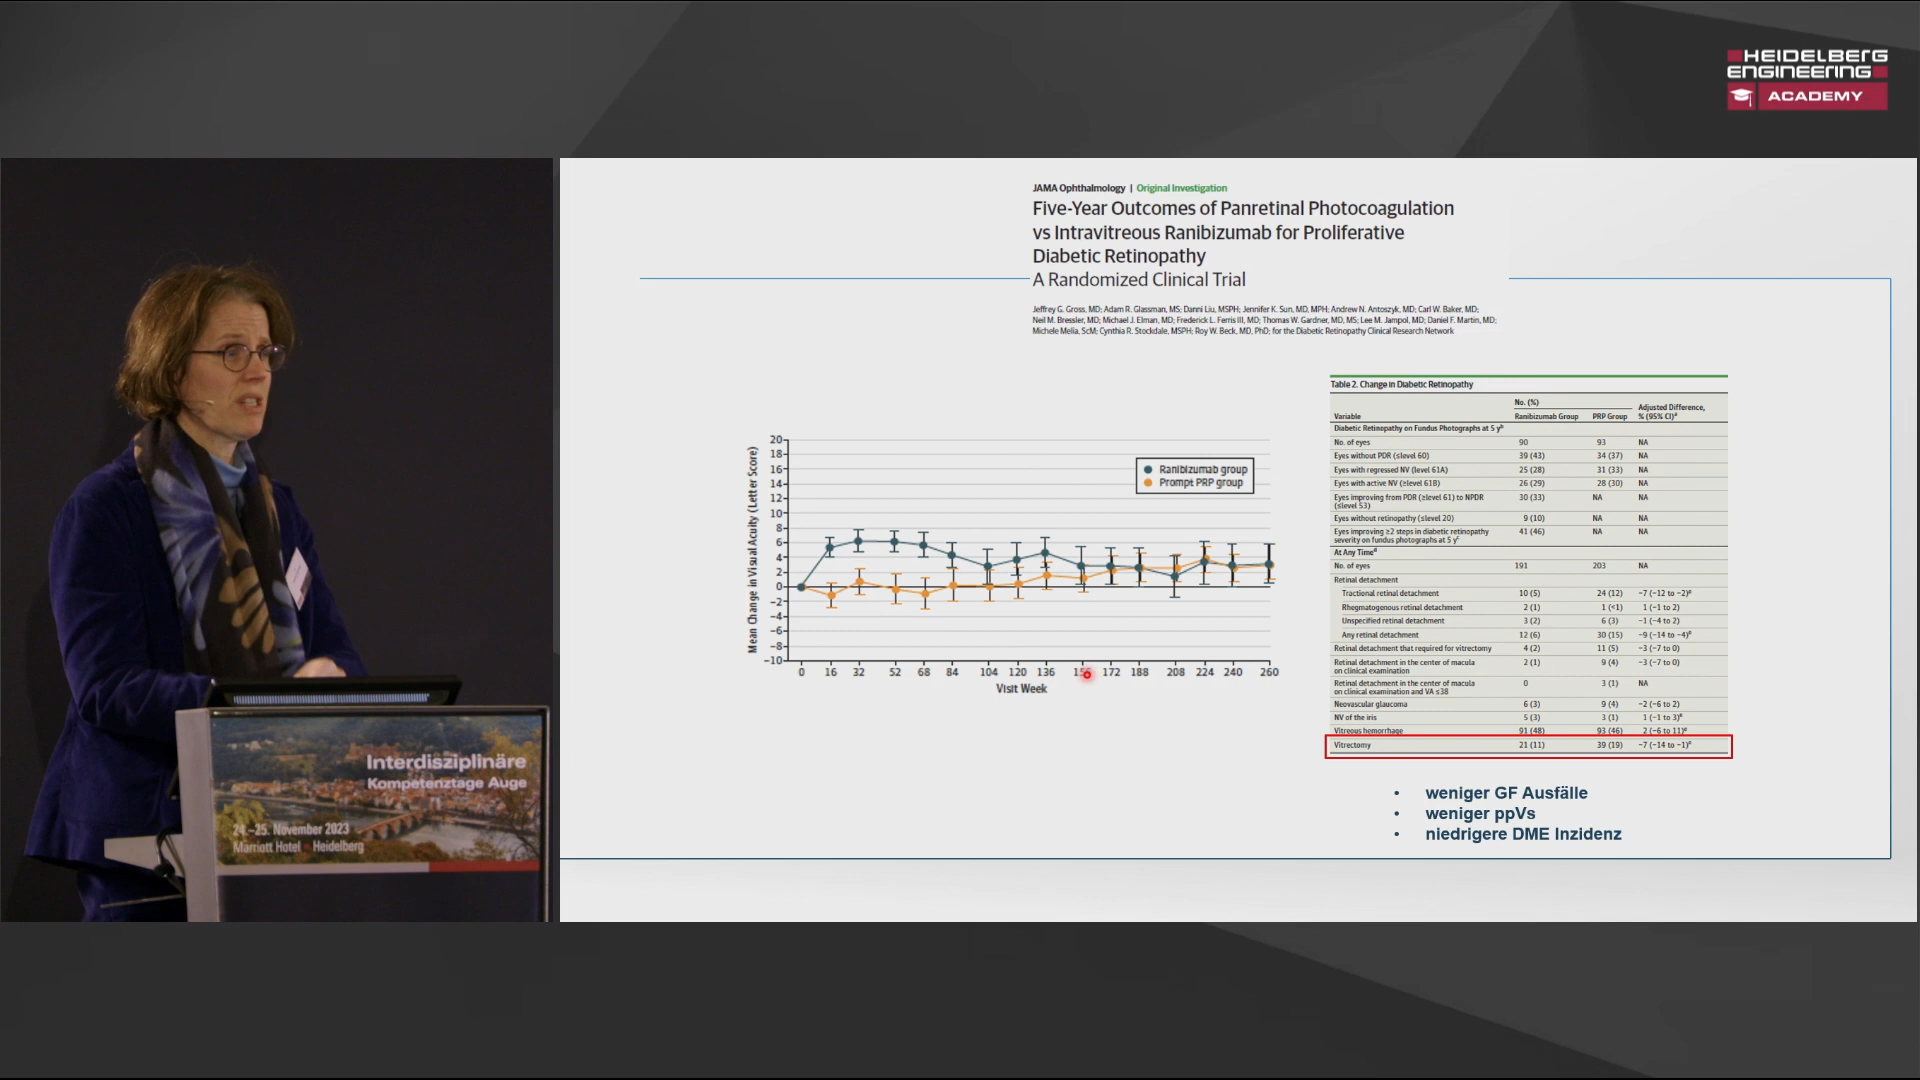 HEIDELBERG
ENGINEERING
ACADEMY
JAMA Ophthalmology | Original Investigation
Five-Year Outcomes of Panretinal Photocoagulation
vs Intravitreous Ranibizumab for Proliferative
Diabetic Retinopathy
A Randomized Clinical Trial
Jeffrey G. Gross, MD; Adam R. Glassman, MS; Danni Liu, MSPH; Jennifer K. Sun, MD, MPH; Andrew N. Antoszyk, MD; Carl W. Baker, MD;
Neil M. Bressler, MD; Michael J. Elman, MD; Frederick L. Ferris III, MD; Thomas W. Gardner, MD, MS; Lee M. Jampol, MD; Daniel F. Martin, MD;
Michele Melia, ScM; Cynthia R. Stockdale, MSPH; Roy W. Beck, MD, PhD; for the Diabetic Retinopathy Clinical Research Network
Mean Change in Visual Acuity (Letter Score)
20
18
16
14
12
10
8
6
4
2
0
−2
−4
−6
−8
−10
Ranibizumab group
Prompt PRP group
0 16 32 52 68 84 104 120 136 156 172 188 208 224 240 260
Visit Week
Table 2. Change in Diabetic Retinopathy
No. (%)
Variable Ranibizumab Group PRP Group Adjusted Difference, % (95% CI)a
Diabetic Retinopathy on Fundus Photographs at 5 yb
No. of eyes 90 93 NA
Eyes without PDR (≤level 60) 39 (43) 34 (37) NA
Eyes with regressed NV (level 61A) 25 (28) 31 (33) NA
Eyes with active NV (≥level 61B) 26 (29) 28 (30) NA
Eyes improving from PDR (≥level 61) to NPDR (≤level 53) 30 (33) NA NA
Eyes without retinopathy (≤level 20) 9 (10) NA NA
Eyes improving ≥2 steps in diabetic retinopathy severity on fundus photographs at 5 yc 41 (46) NA NA
At Any Timed
No. of eyes 191 203 NA
Retinal detachment
Tractional retinal detachment 10 (5) 24 (12) −7 (−12 to −2)e
Rhegmatogenous retinal detachment 2 (1) 1 (<1) 1 (−1 to 2)
Unspecified retinal detachment 3 (2) 6 (3) −1 (−4 to 2)
Any retinal detachment 12 (6) 30 (15) −9 (−14 to −4)e
Retinal detachment that required for vitrectomy 4 (2) 11 (5) −3 (−7 to 0)
Retinal detachment in the center of macula on clinical examination 2 (1) 9 (4) −3 (−7 to 0)
Retinal detachment in the center of macula on clinical examination and VA ≤38 0 3 (1) NA
Neovascular glaucoma 6 (3) 9 (4) −2 (−6 to 2)
NV of the iris 5 (3) 3 (1) 1 (−1 to 3)e
Vitreous hemorrhage 91 (48) 93 (46) 2 (−6 to 11)e
Vitrectomy 21 (11) 39 (19) −7 (−14 to −1)e
• weniger GF Ausfälle
• weniger ppVs
• niedrigere DME Inzidenz
Interdisziplinäre
Kompetenztage Auge
24.–25. November 2023
Marriott Hotel Heidelberg